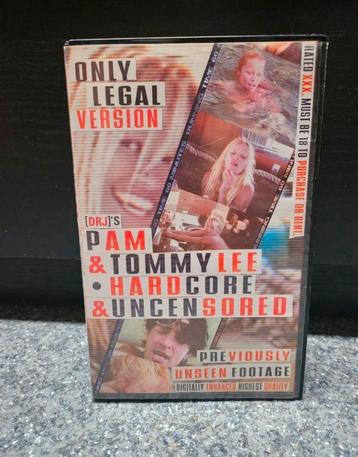 ONLY
LEGAL
VERSION
RATED XXX. MUST BE 18 TO PURCHASE OR RENT.
[DRJ]'S
PAM
& TOMMY LEE
• HARDCORE
& UNCENSORED
PREVIOUSLY
UNSEEN FOOTAGE
DIGITALLY ENHANCED HIGHEST QUALITY